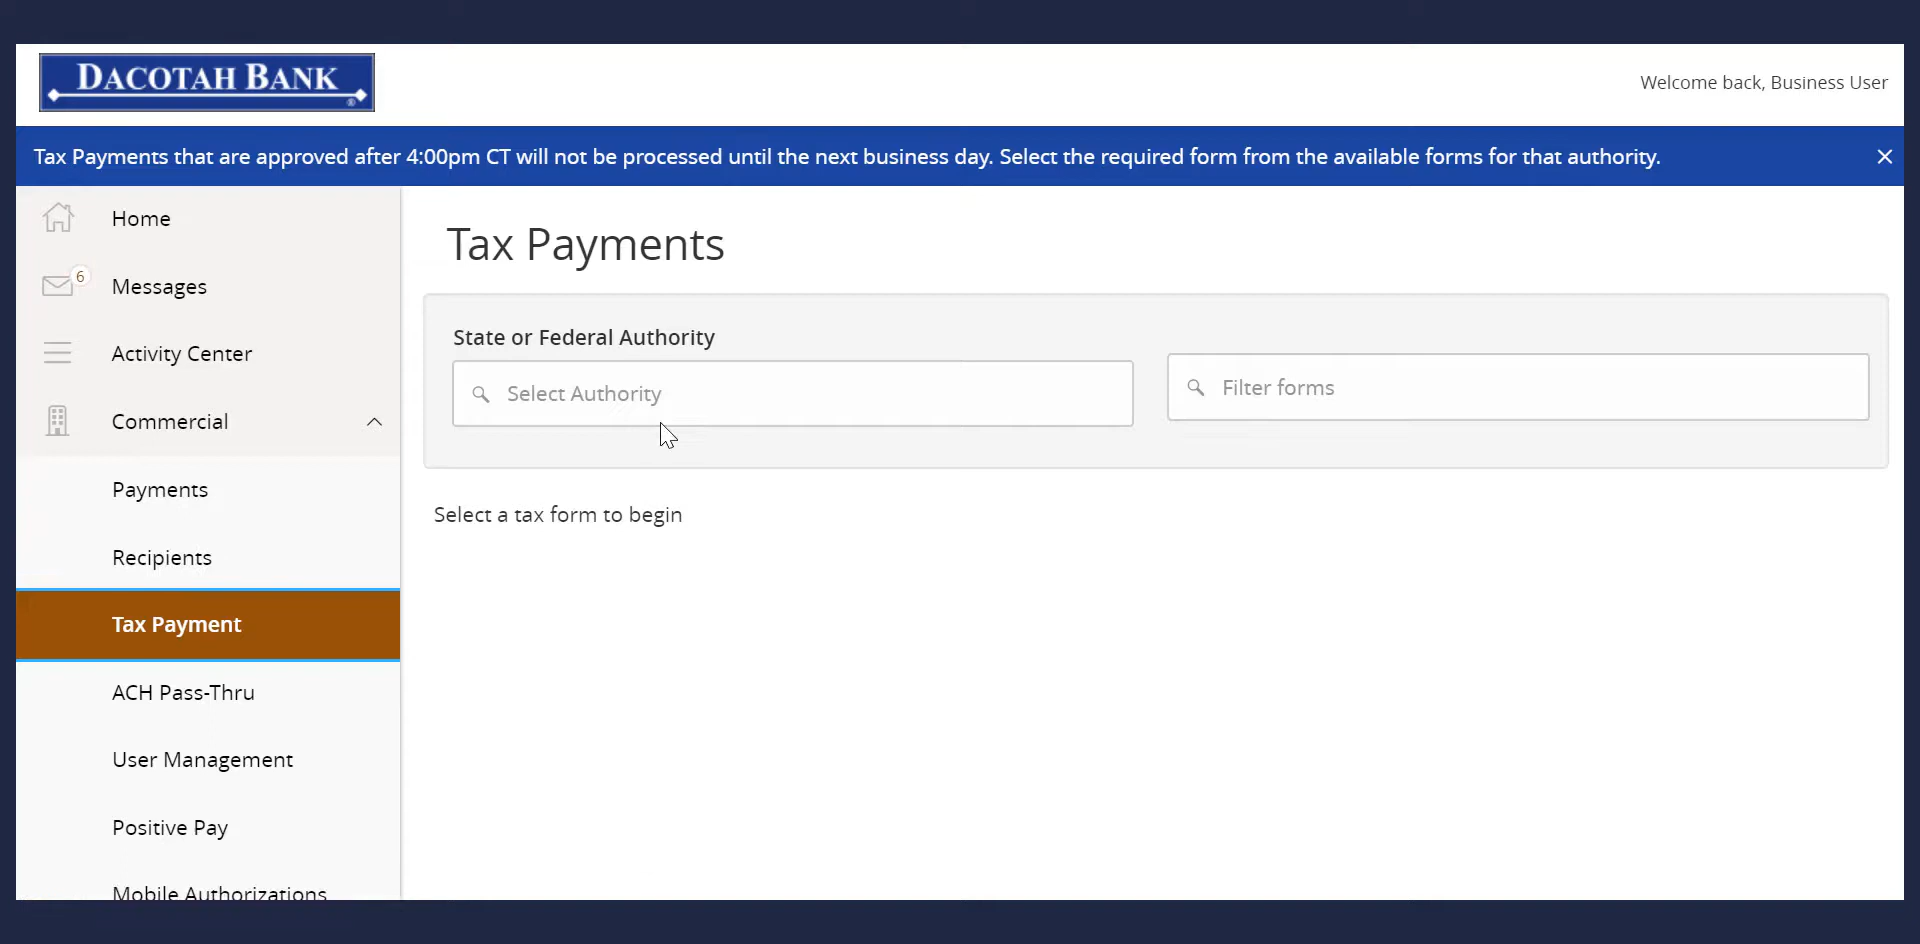 DACOTAH BANK
®
Welcome back, Business User
Tax Payments that are approved after 4:00pm CT will not be processed until the next business day. Select the required form from the available forms for that authority.
Home
6
Messages
Activity Center
Commercial
Payments
Recipients
Tax Payment
ACH Pass-Thru
User Management
Positive Pay
Mobile Authorizations
Tax Payments
State or Federal Authority
Select Authority
Filter forms
Select a tax form to begin